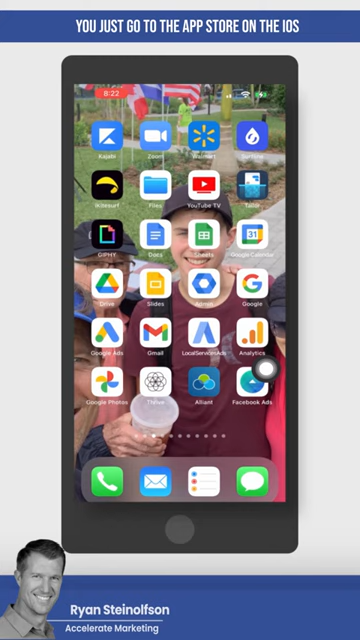 YOU JUST GO TO THE APP STORE ON THE IOS
8:22
Kajabi Zoom Walmart Surfline
iKitesurf Files YouTube TV
GIPHY Docs Sheets Google Calendar
31
Drive Slides Admin Google
Google Ads Gmail LocalServicesAds Analytics
Google Photos Thrive Alliant Facebook Ads
Ryan Steinolfson
Accelerate Marketing